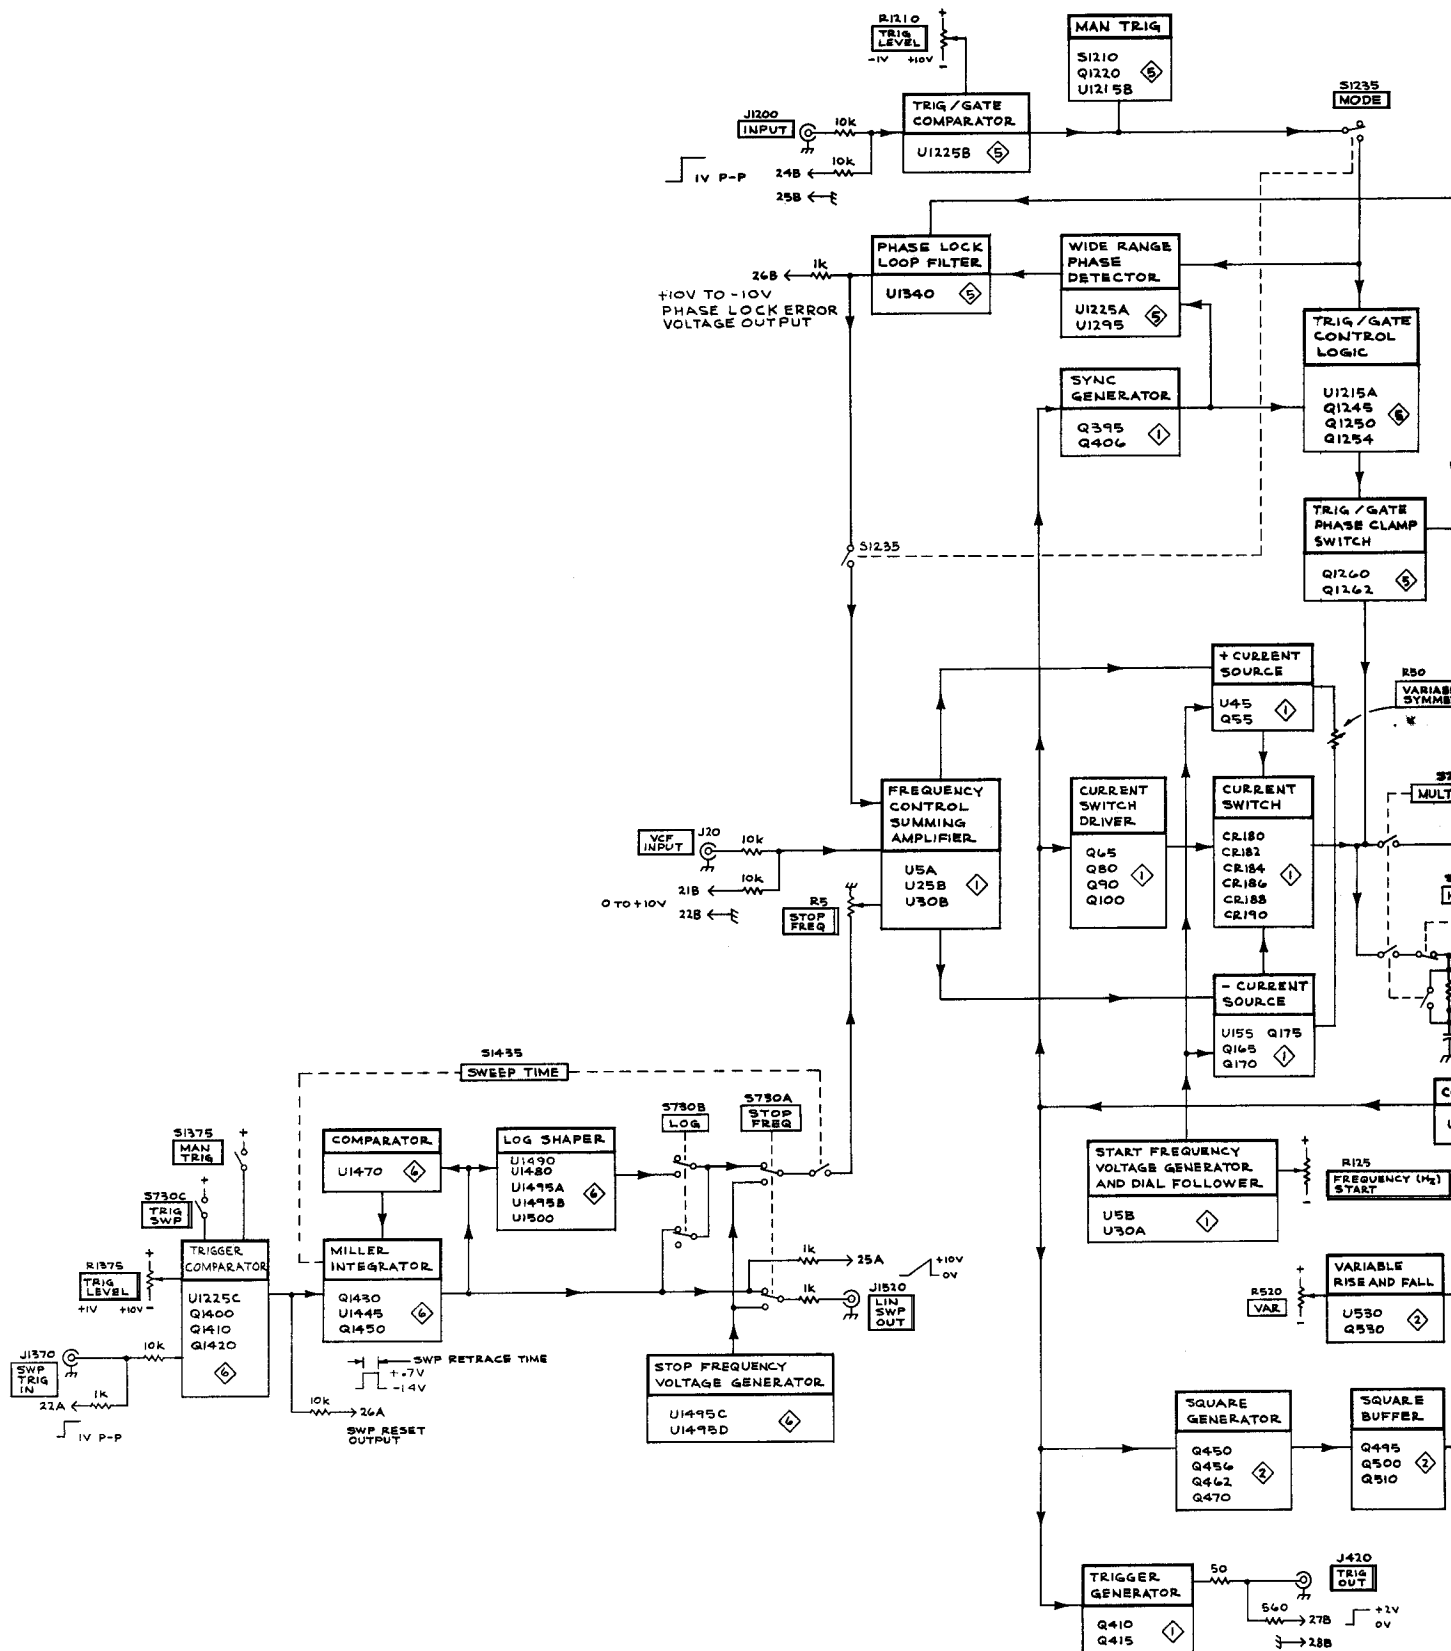 R1210
TRIG
LEVEL
-1V +10V
+
-
MAN TRIG
S1210
Q1220
U1215B
5
S1235
MODE
J1200
INPUT
10K
10K
24B
25B
1V P-P
TRIG/GATE
COMPARATOR
U1225B
5
PHASE LOCK
LOOP FILTER
U1340
5
WIDE RANGE
PHASE
DETECTOR
U1225A
U1295
5
26B
1K
+10V TO -10V
PHASE LOCK ERROR
VOLTAGE OUTPUT
TRIG/GATE
CONTROL
LOGIC
U1215A
Q1245
Q1250
Q1254
5
SYNC
GENERATOR
Q395
Q406
1
TRIG/GATE
PHASE CLAMP
SWITCH
Q1260
Q1262
5
S1235
+ CURRENT
SOURCE
U45
Q55
1
R50
VARIAB
SYMME
*
FREQUENCY
CONTROL
SUMMING
AMPLIFIER
U5A
U25B
U30B
1
CURRENT
SWITCH
DRIVER
Q65
Q80
Q90
Q100
1
CURRENT
SWITCH
CR180
CR182
CR184
CR186
CR188
CR190
1
MULT
VCF
INPUT
J20
10K
10K
21B
0 TO +10V
22B
R5
STOP
FREQ
- CURRENT
SOURCE
U155 Q175
Q165
Q170
1
S1435
SWEEP TIME
S1375
MAN
TRIG
+
S730C
TRIG
SWP
+
COMPARATOR
U1470
6
LOG SHAPER
U1490
U1480
U1495A
U1495B
U1500
6
S730B
LOG
S730A
STOP
FREQ
START FREQUENCY
VOLTAGE GENERATOR
AND DIAL FOLLOWER
U5B
U30A
1
+
-
R125
FREQUENCY (HZ)
START
R1375
TRIG
LEVEL
+1V +10V
+
-
TRIGGER
COMPARATOR
U1225C
Q1400
Q1410
Q1420
6
MILLER
INTEGRATOR
Q1430
U1445
Q1450
6
1K
25A
+10V
0V
1K
J1520
LIN
SWP
OUT
R520
VAR
+
-
VARIABLE
RISE AND FALL
U530
Q530
2
J1370
SWP
TRIG
IN
10K
1K
22A
1V P-P
SWP RETRACE TIME
+.7V
-14V
10K
26A
SWP RESET
OUTPUT
STOP FREQUENCY
VOLTAGE GENERATOR
U1495C
U1495D
6
SQUARE
GENERATOR
Q450
Q456
Q462
Q470
2
SQUARE
BUFFER
Q495
Q500
Q510
2
TRIGGER
GENERATOR
Q410
Q415
1
50
J420
TRIG
OUT
560
27B
+2V
0V
28B